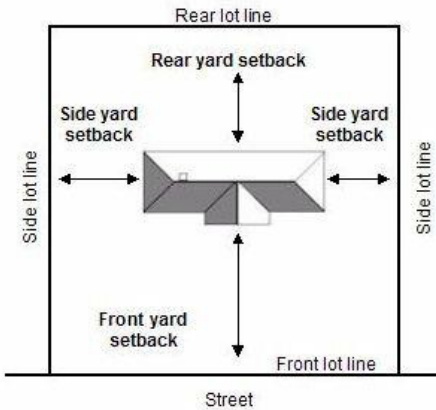 Rear lot line
Rear yard setback
Side yard
setback
Side yard
setback
Side lot line
Side lot line
Front yard
setback
Front lot line
Street